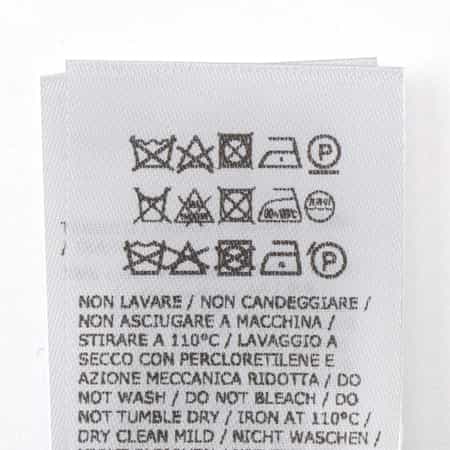 P
P
NON LAVARE / NON CANDEGGIARE /
NON ASCIUGARE A MACCHINA /
STIRARE A 110°C / LAVAGGIO A
SECCO CON PERCLORETILENE E
AZIONE MECCANICA RIDOTTA / DO
NOT WASH / DO NOT BLEACH / DO
NOT TUMBLE DRY / IRON AT 110°C /
DRY CLEAN MILD / NICHT WASCHEN /